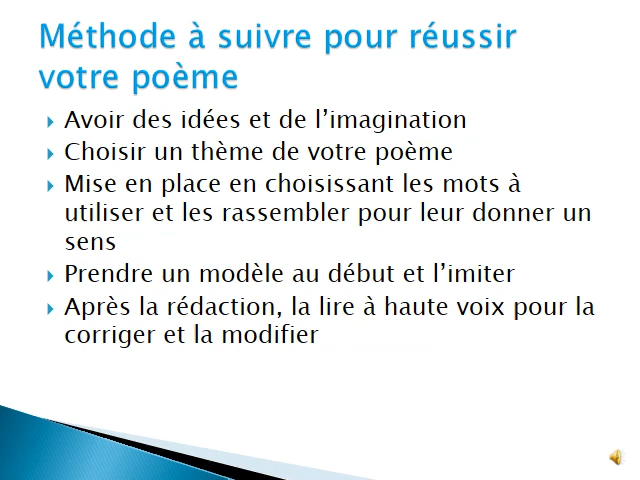 Méthode à suivre pour réussir
votre poème
Avoir des idées et de l’imagination
Choisir un thème de votre poème
Mise en place en choisissant les mots à
utiliser et les rassembler pour leur donner un
sens
Prendre un modèle au début et l’imiter
Après la rédaction, la lire à haute voix pour la
corriger et la modifier